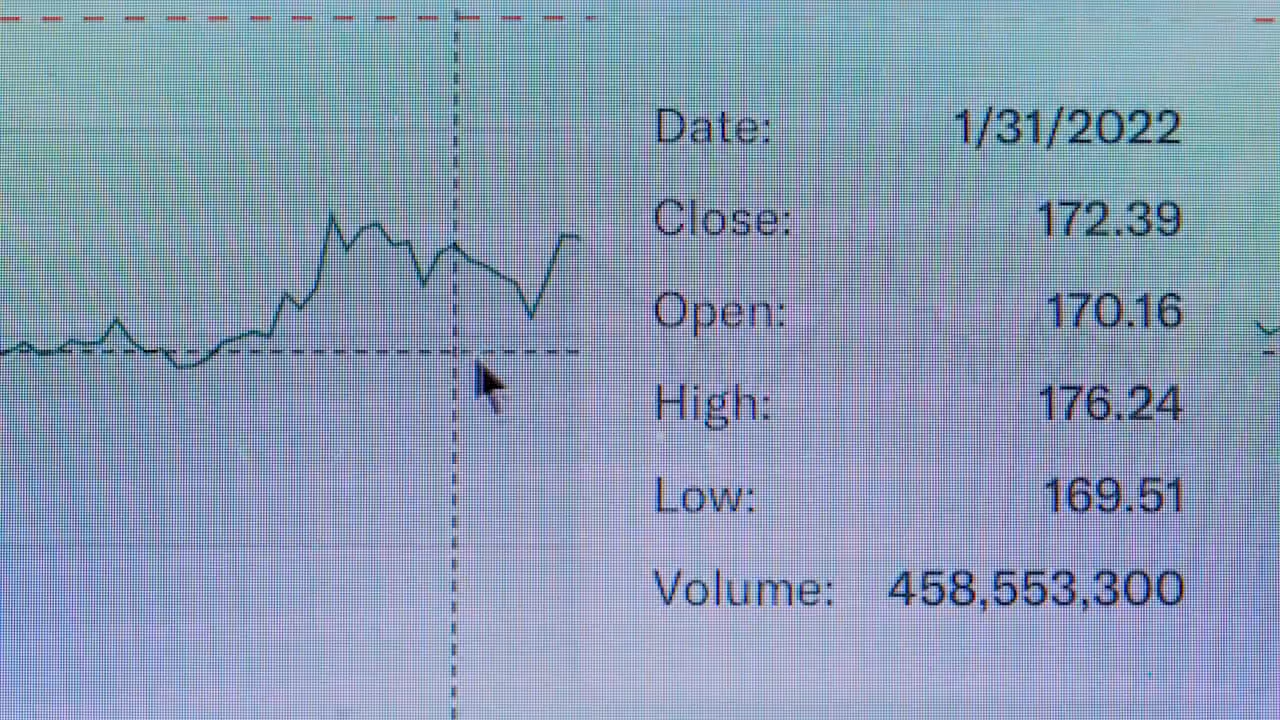 Date: 1/31/2022
Close: 172.39
Open: 170.16
High: 176.24
Low: 169.51
Volume: 458,553,300